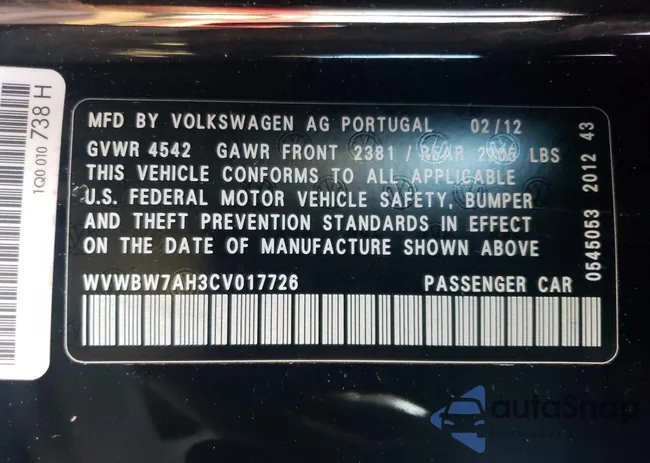 MFD BY VOLKSWAGEN AG PORTUGAL 02/12
GVWR 4542 GAWR FRONT 2381 / REAR LBS
THIS VEHICLE CONFORMS TO ALL APPLICABLE
U.S. FEDERAL MOTOR VEHICLE SAFETY, BUMPER
AND THEFT PREVENTION STANDARDS IN EFFECT
ON THE DATE OF MANUFACTURE SHOWN ABOVE
WVWBW7AH3CV017726 PASSENGER CAR
0545053 2012 43
1Q0 010 738 H
autoSnap